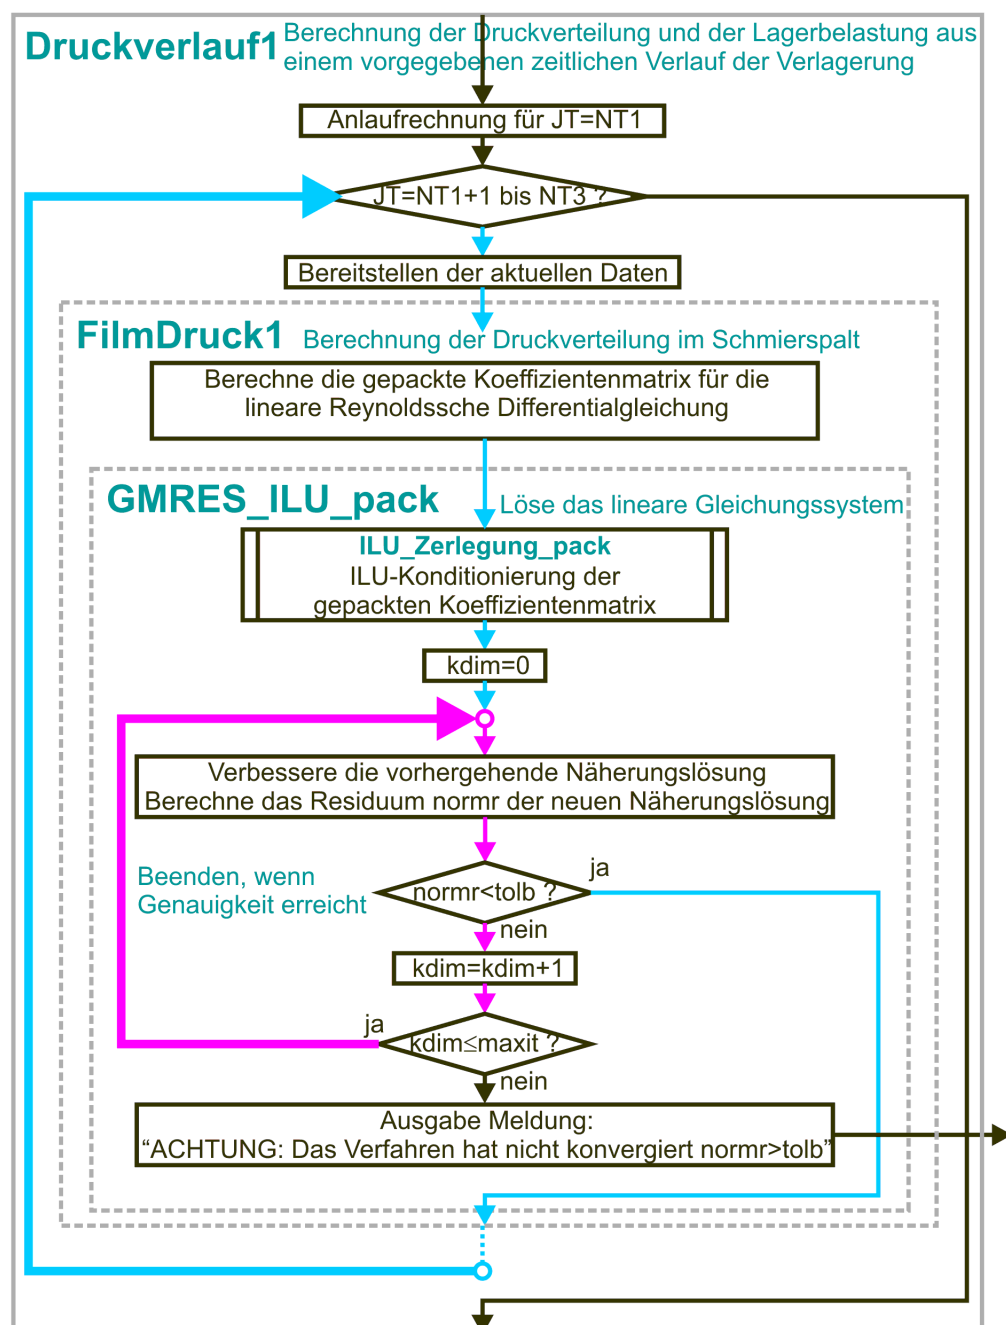 Druckverlauf1
Berechnung der Druckverteilung und der Lagerbelastung aus
einem vorgegebenen zeitlichen Verlauf der Verlagerung
Anlaufrechnung für JT=NT1
JT=NT1+1 bis NT3 ?
Bereitstellen der aktuellen Daten
FilmDruck1
Berechnung der Druckverteilung im Schmierspalt
Berechne die gepackte Koeffizientenmatrix für die
lineare Reynoldssche Differentialgleichung
GMRES_ILU_pack
Löse das lineare Gleichungssystem
ILU_Zerlegung_pack
ILU-Konditionierung der
gepackten Koeffizientenmatrix
kdim=0
Verbessere die vorhergehende Näherungslösung
Berechne das Residuum normr der neuen Näherungslösung
Beenden, wenn
Genauigkeit erreicht
normr<tolb ?
ja
nein
kdim=kdim+1
ja
kdim≤maxit ?
nein
Ausgabe Meldung:
“ACHTUNG: Das Verfahren hat nicht konvergiert normr>tolb”